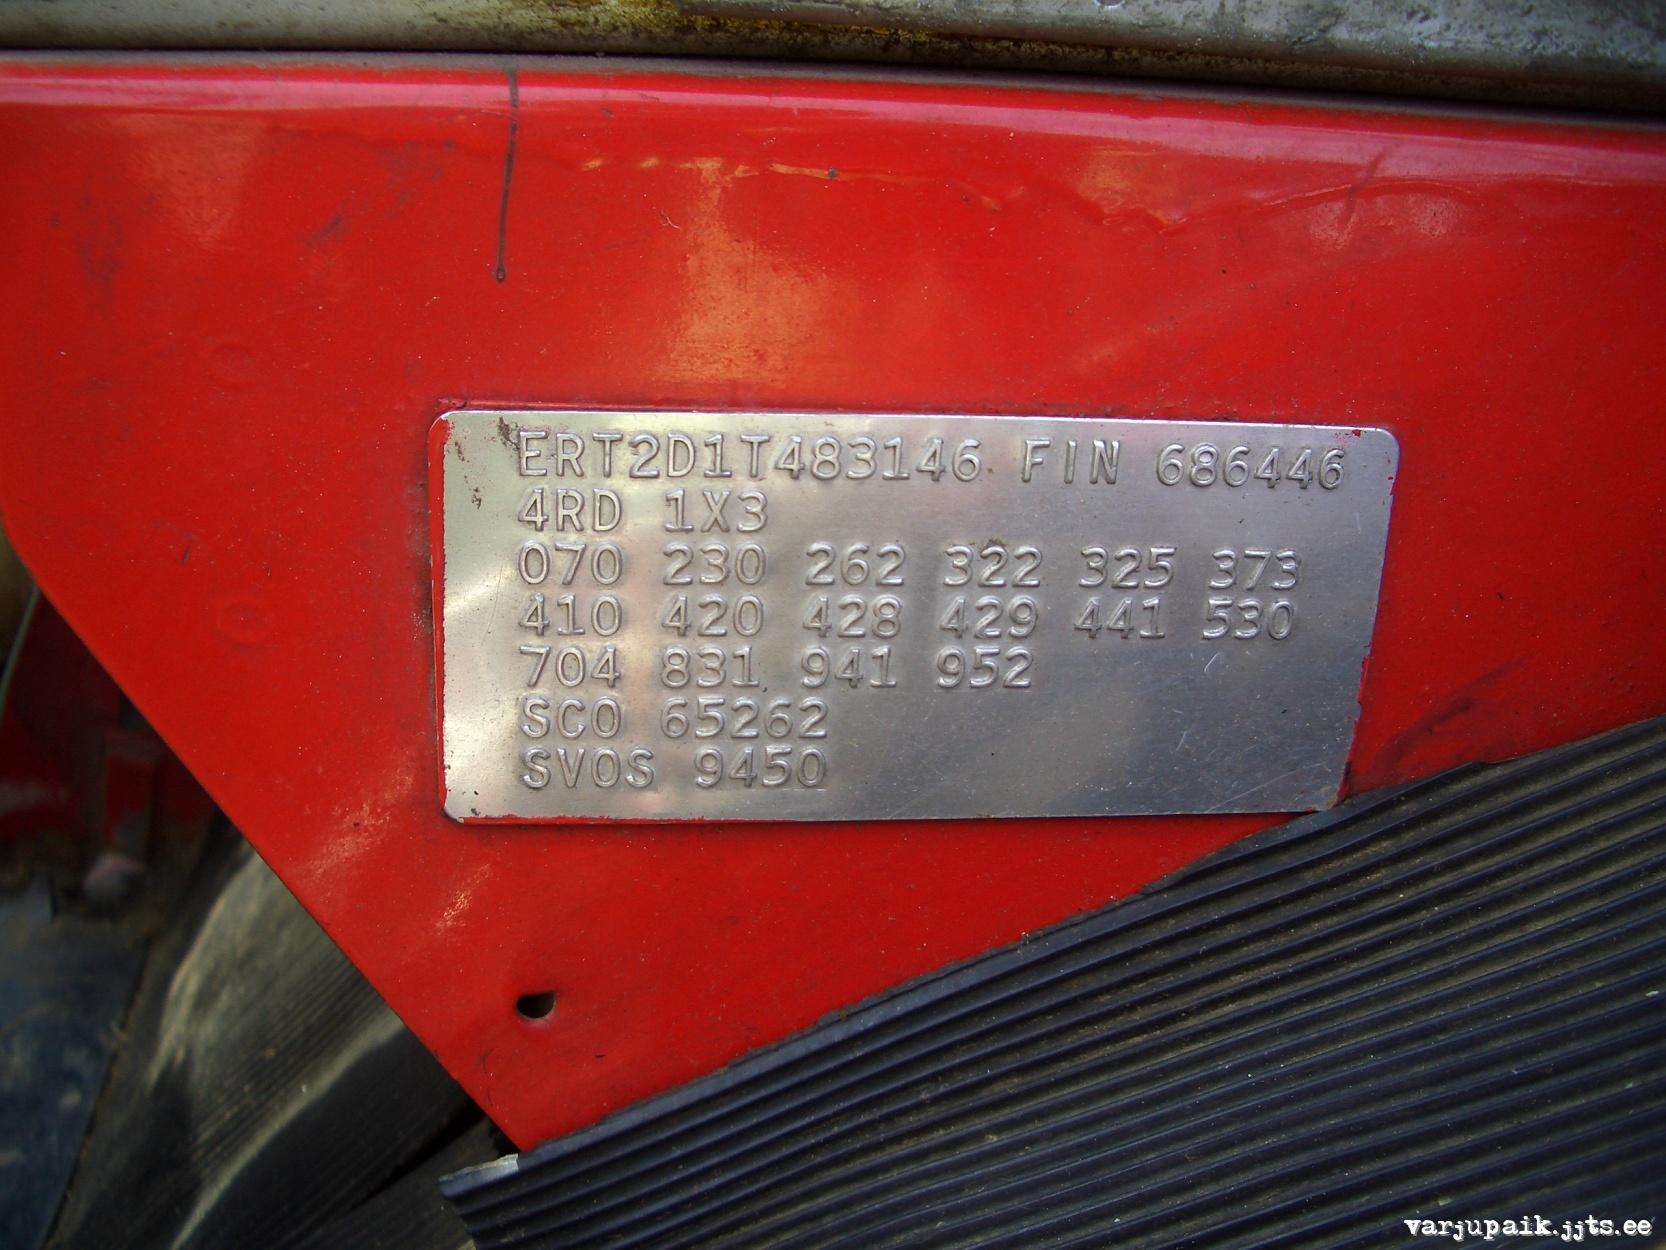 ERT2D1T483146 FIN 686446
4RD 1X3
070 230 262 322 325 373
410 420 428 429 441 530
704 831 941 952
SCO 65262
SVOS 9450
varjupaik.jjts.ee